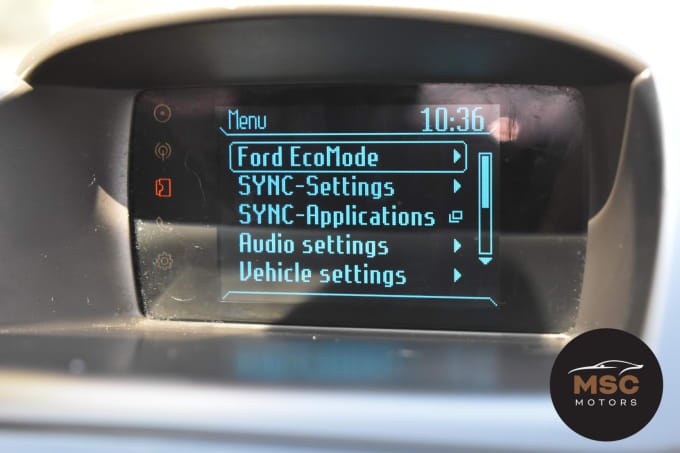 Menu 10:36
Ford EcoMode
SYNC-Settings
SYNC-Applications
Audio settings
Vehicle settings
MSC
MOTORS